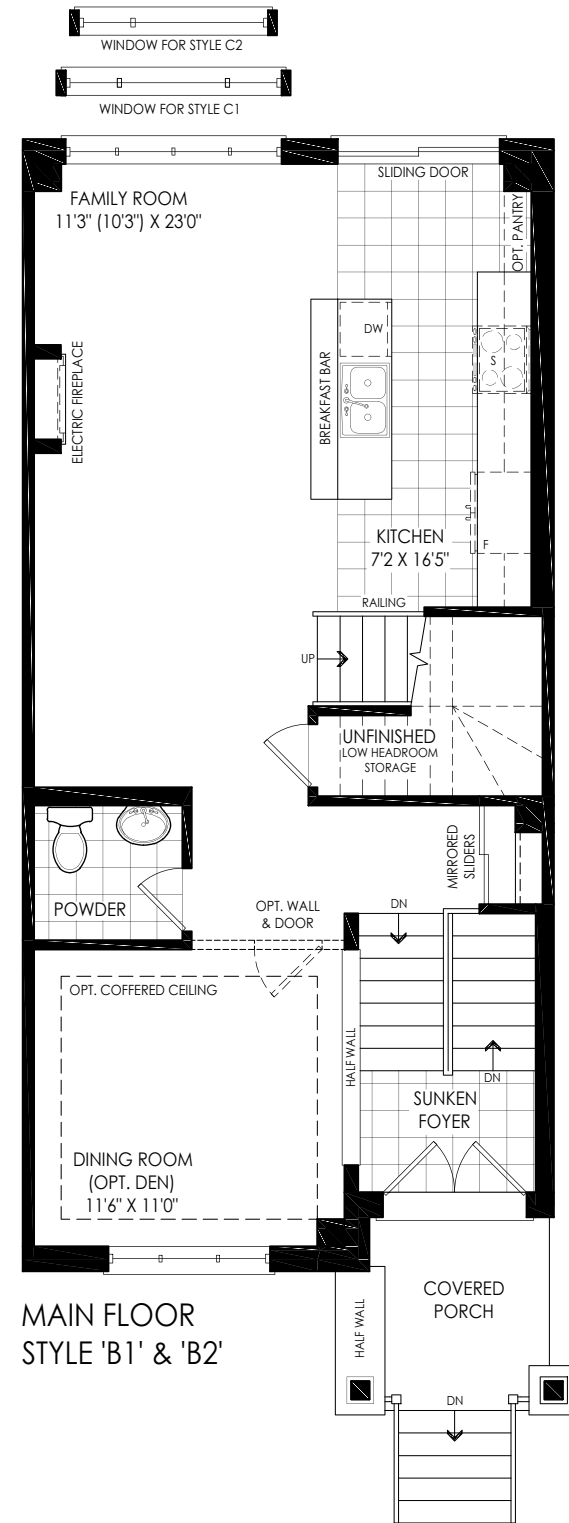 WINDOW FOR STYLE C2
WINDOW FOR STYLE C1
SLIDING DOOR
FAMILY ROOM
11'3" (10'3") X 23'0"
OPT. PANTRY
DW
S
ELECTRIC FIREPLACE
BREAKFAST BAR
KITCHEN
7'2 X 16'5"
F
RAILING
UP
UNFINISHED
LOW HEADROOM
STORAGE
MIRRORED
SLIDERS
POWDER
OPT. WALL
& DOOR
DN
OPT. COFFERED CEILING
HALF WALL
DN
SUNKEN
FOYER
DINING ROOM
(OPT. DEN)
11'6" X 11'0"
COVERED
PORCH
HALF WALL
MAIN FLOOR
STYLE 'B1' & 'B2'
DN